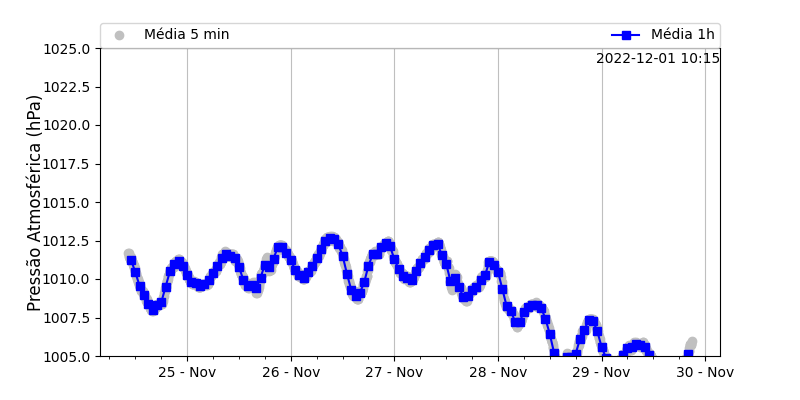 Média 5 min
Média 1h
2022-12-01 10:15
Pressão Atmosférica (hPa)
1025.0
1022.5
1020.0
1017.5
1015.0
1012.5
1010.0
1007.5
1005.0
25 - Nov
26 - Nov
27 - Nov
28 - Nov
29 - Nov
30 - Nov